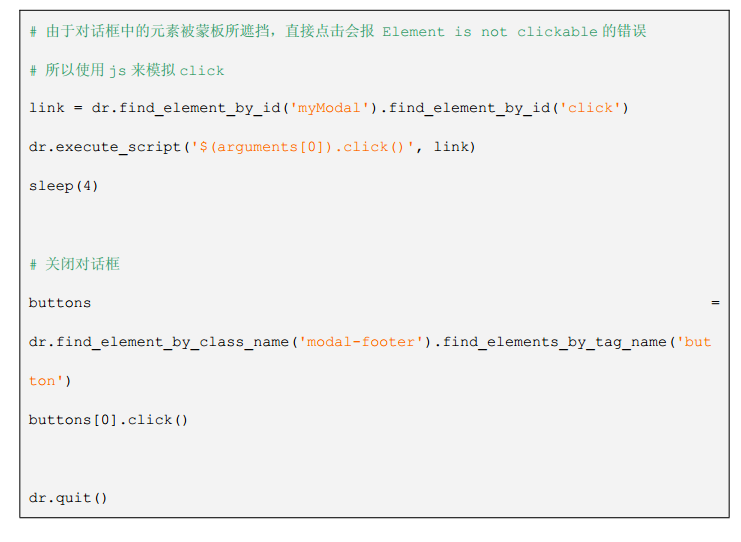 # 由于对话框中的元素被蒙板所遮挡，直接点击会报 Element is not clickable 的错误
# 所以使用 js 来模拟 click
link = dr.find_element_by_id('myModal').find_element_by_id('click')
dr.execute_script('$(arguments[0]).click()', link)
sleep(4)
# 关闭对话框
buttons =
dr.find_element_by_class_name('modal-footer').find_elements_by_tag_name('but
ton')
buttons[0].click()
dr.quit()